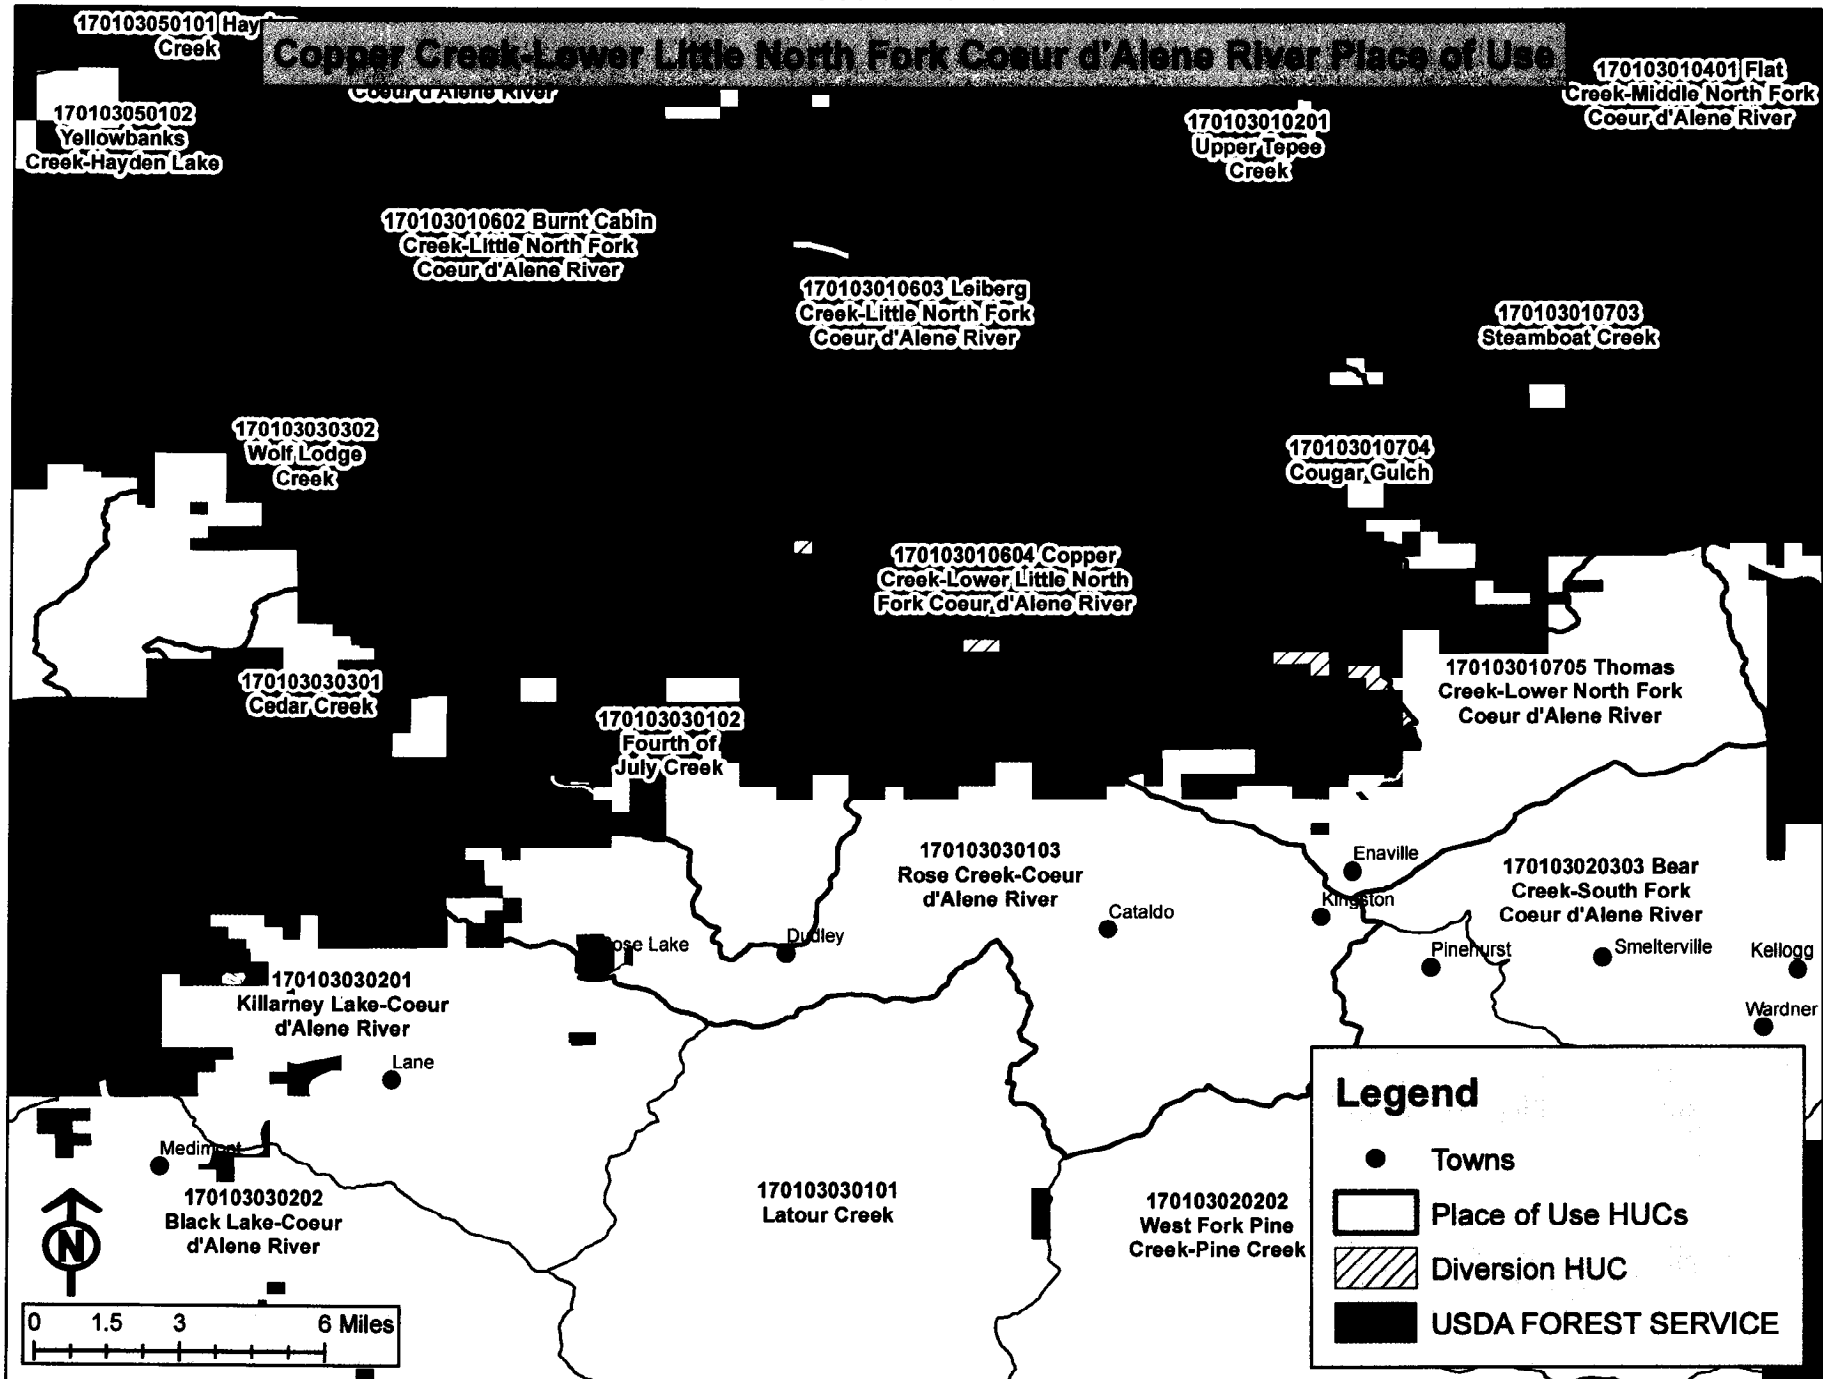 170103050101 Hay
Creek
Copper Creek-Lower Little North Fork Coeur d'Alene River Place of Use
Coeur d'Alene River
170103010401 Flat
Creek-Middle North Fork
Coeur d'Alene River
170103050102
Yellowbanks
Creek-Hayden Lake
170103010201
Upper Tepee
Creek
170103010602 Burnt Cabin
Creek-Little North Fork
Coeur d'Alene River
170103010603 Leiberg
Creek-Little North Fork
Coeur d'Alene River
170103010703
Steamboat Creek
170103030302
Wolf Lodge
Creek
170103010704
Cougar Gulch
170103010604 Copper
Creek-Lower Little North
Fork Coeur d'Alene River
170103030301
Cedar Creek
170103010705 Thomas
Creek-Lower North Fork
Coeur d'Alene River
170103030102
Fourth of
July Creek
170103030103
Rose Creek-Coeur
d'Alene River
Enaville
170103020303 Bear
Creek-South Fork
Coeur d'Alene River
Kingston
Cataldo
Dudley
ose Lake
Pinehurst
Smelterville
Kellogg
170103030201
Killarney Lake-Coeur
d'Alene River
Wardner
Lane
Medimont
170103030202
Black Lake-Coeur
d'Alene River
170103030101
Latour Creek
170103020202
West Fork Pine
Creek-Pine Creek
N
0 1.5 3 6 Miles
Legend
Towns
Place of Use HUCs
Diversion HUC
USDA FOREST SERVICE